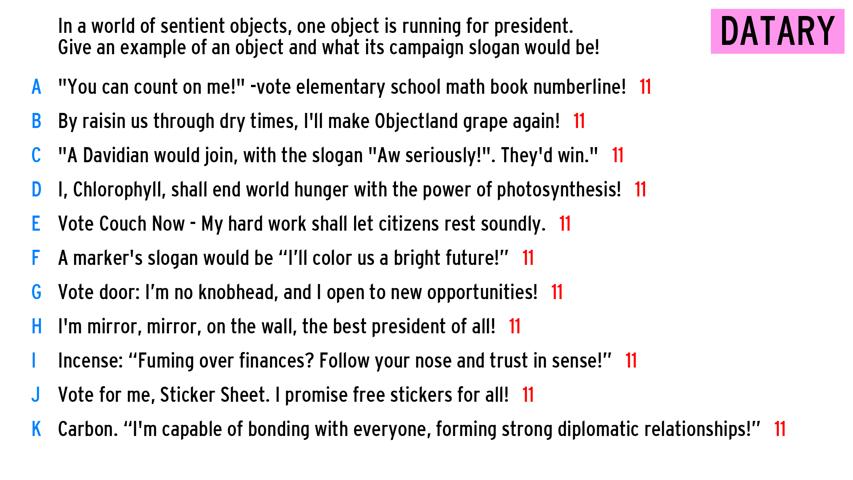 In a world of sentient objects, one object is running for president.
Give an example of an object and what its campaign slogan would be!
DATARY
A "You can count on me!" -vote elementary school math book numberline! 11
B By raisin us through dry times, I'll make Objectland grape again! 11
C "A Davidian would join, with the slogan "Aw seriously!". They'd win." 11
D I, Chlorophyll, shall end world hunger with the power of photosynthesis! 11
E Vote Couch Now - My hard work shall let citizens rest soundly. 11
F A marker's slogan would be “I’ll color us a bright future!” 11
G Vote door: I’m no knobhead, and I open to new opportunities! 11
H I'm mirror, mirror, on the wall, the best president of all! 11
I Incense: “Fuming over finances? Follow your nose and trust in sense!” 11
J Vote for me, Sticker Sheet. I promise free stickers for all! 11
K Carbon. “I'm capable of bonding with everyone, forming strong diplomatic relationships!” 11